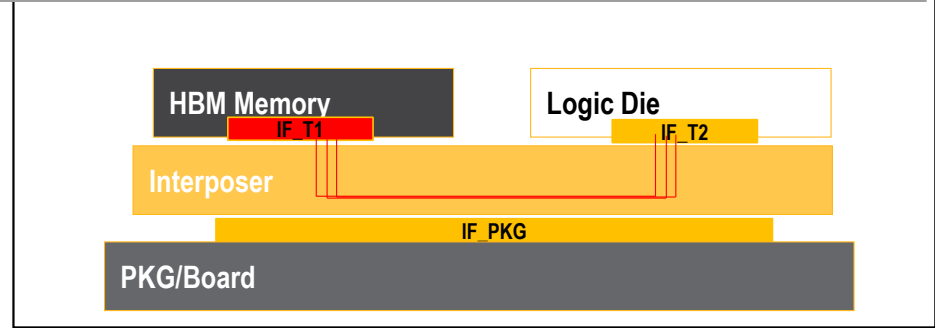 HBM Memory
IF_T1
Logic Die
IF_T2
Interposer
IF_PKG
PKG/Board